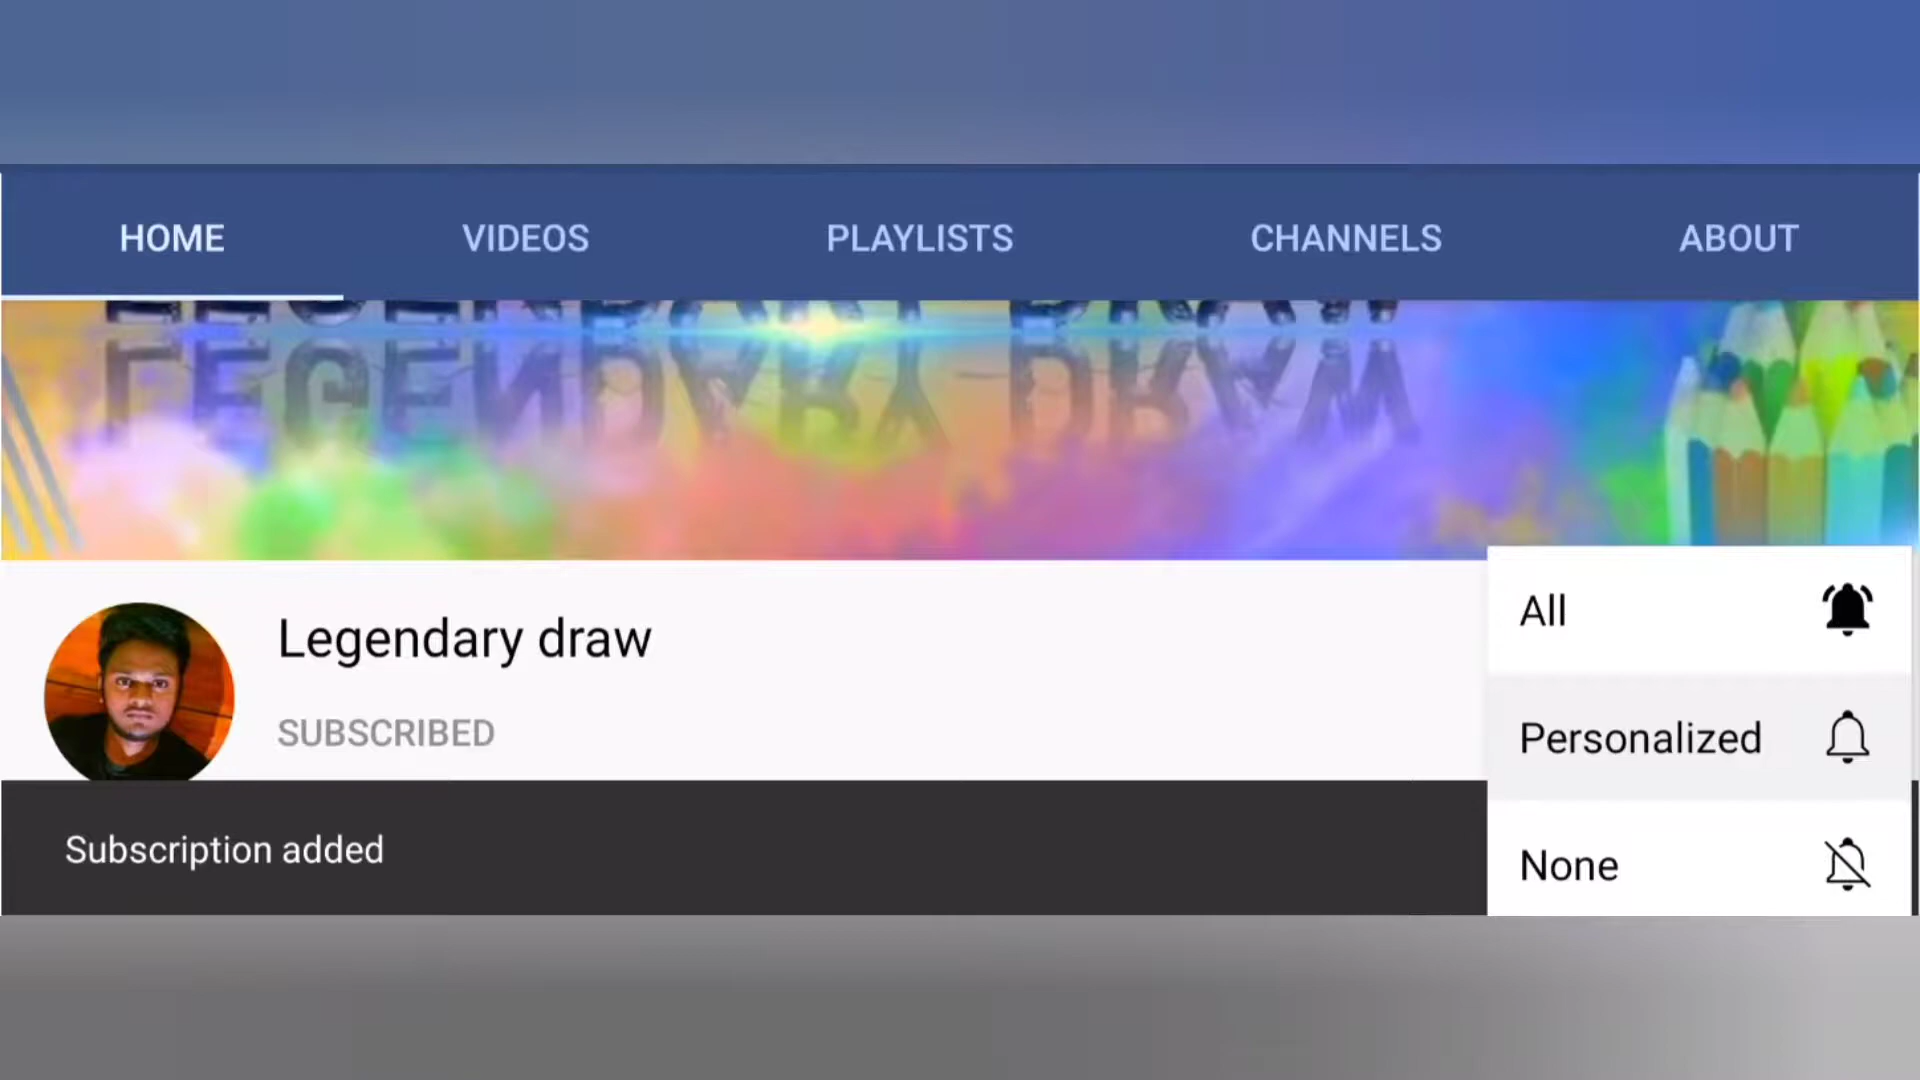 HOME VIDEOS PLAYLISTS CHANNELS ABOUT
LEGENDARY DRAW
Legendary draw
SUBSCRIBED
All
Personalized
None
Subscription added